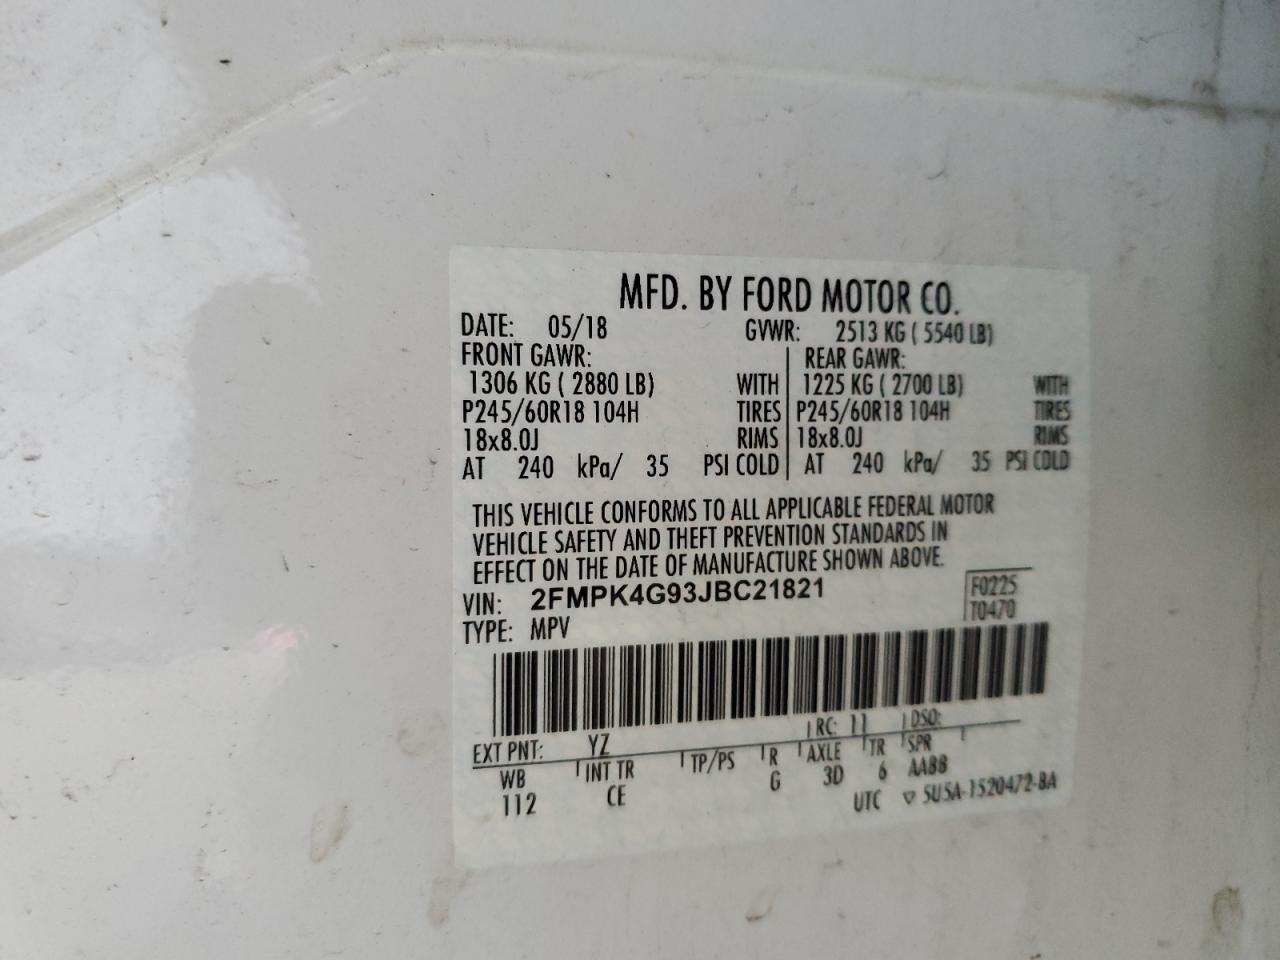 MFD. BY FORD MOTOR CO.
DATE: 05/18 GVWR: 2513 KG ( 5540 LB)
FRONT GAWR: REAR GAWR:
1306 KG ( 2880 LB) WITH 1225 KG ( 2700 LB) WITH
P245/60R18 104H TIRES P245/60R18 104H TIRES
18x8.0J RIMS 18x8.0J RIMS
AT 240 kPa/ 35 PSI COLD AT 240 kPa/ 35 PSI COLD
THIS VEHICLE CONFORMS TO ALL APPLICABLE FEDERAL MOTOR
VEHICLE SAFETY AND THEFT PREVENTION STANDARDS IN
EFFECT ON THE DATE OF MANUFACTURE SHOWN ABOVE.
VIN: 2FMPK4G93JBC21821 F0225
TYPE: MPV T0470
EXT PNT: YZ RC: 11 DSO:
WB INT TR TP/PS R AXLE TR SPR
112 CE G 3D 6 AABB
UTC ▽ 5U5A-1520472-BA